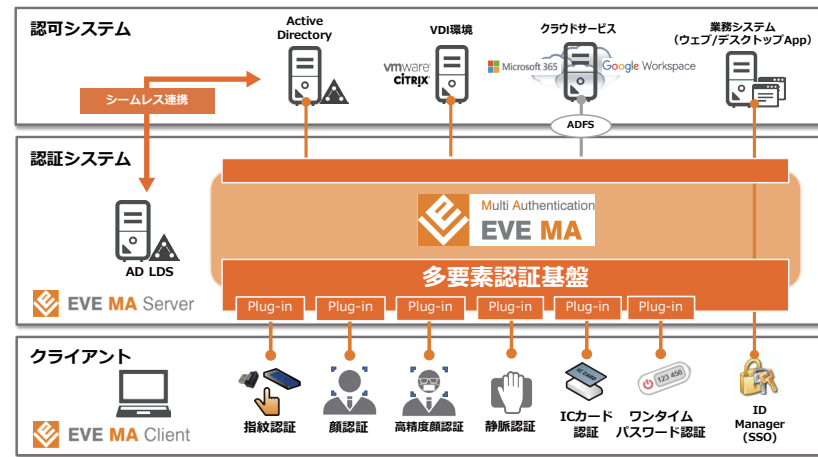 認可システム
Active
Directory
VDI環境
クラウドサービス
業務システム
(ウェブ/デスクトップApp)
vmware
CİTRIX
Microsoft 365
Google Workspace
シームレス連携
ADFS
認証システム
Multi Authentication
EVE MA
AD LDS
多要素認証基盤
EVE MA Server
Plug-in
Plug-in
Plug-in
Plug-in
Plug-in
Plug-in
クライアント
IC CARD
123 456
EVE MA Client
指紋認証
顔認証
高精度顔認証
静脈認証
ICカード
認証
ワンタイム
パスワード認証
ID
Manager
(SSO)